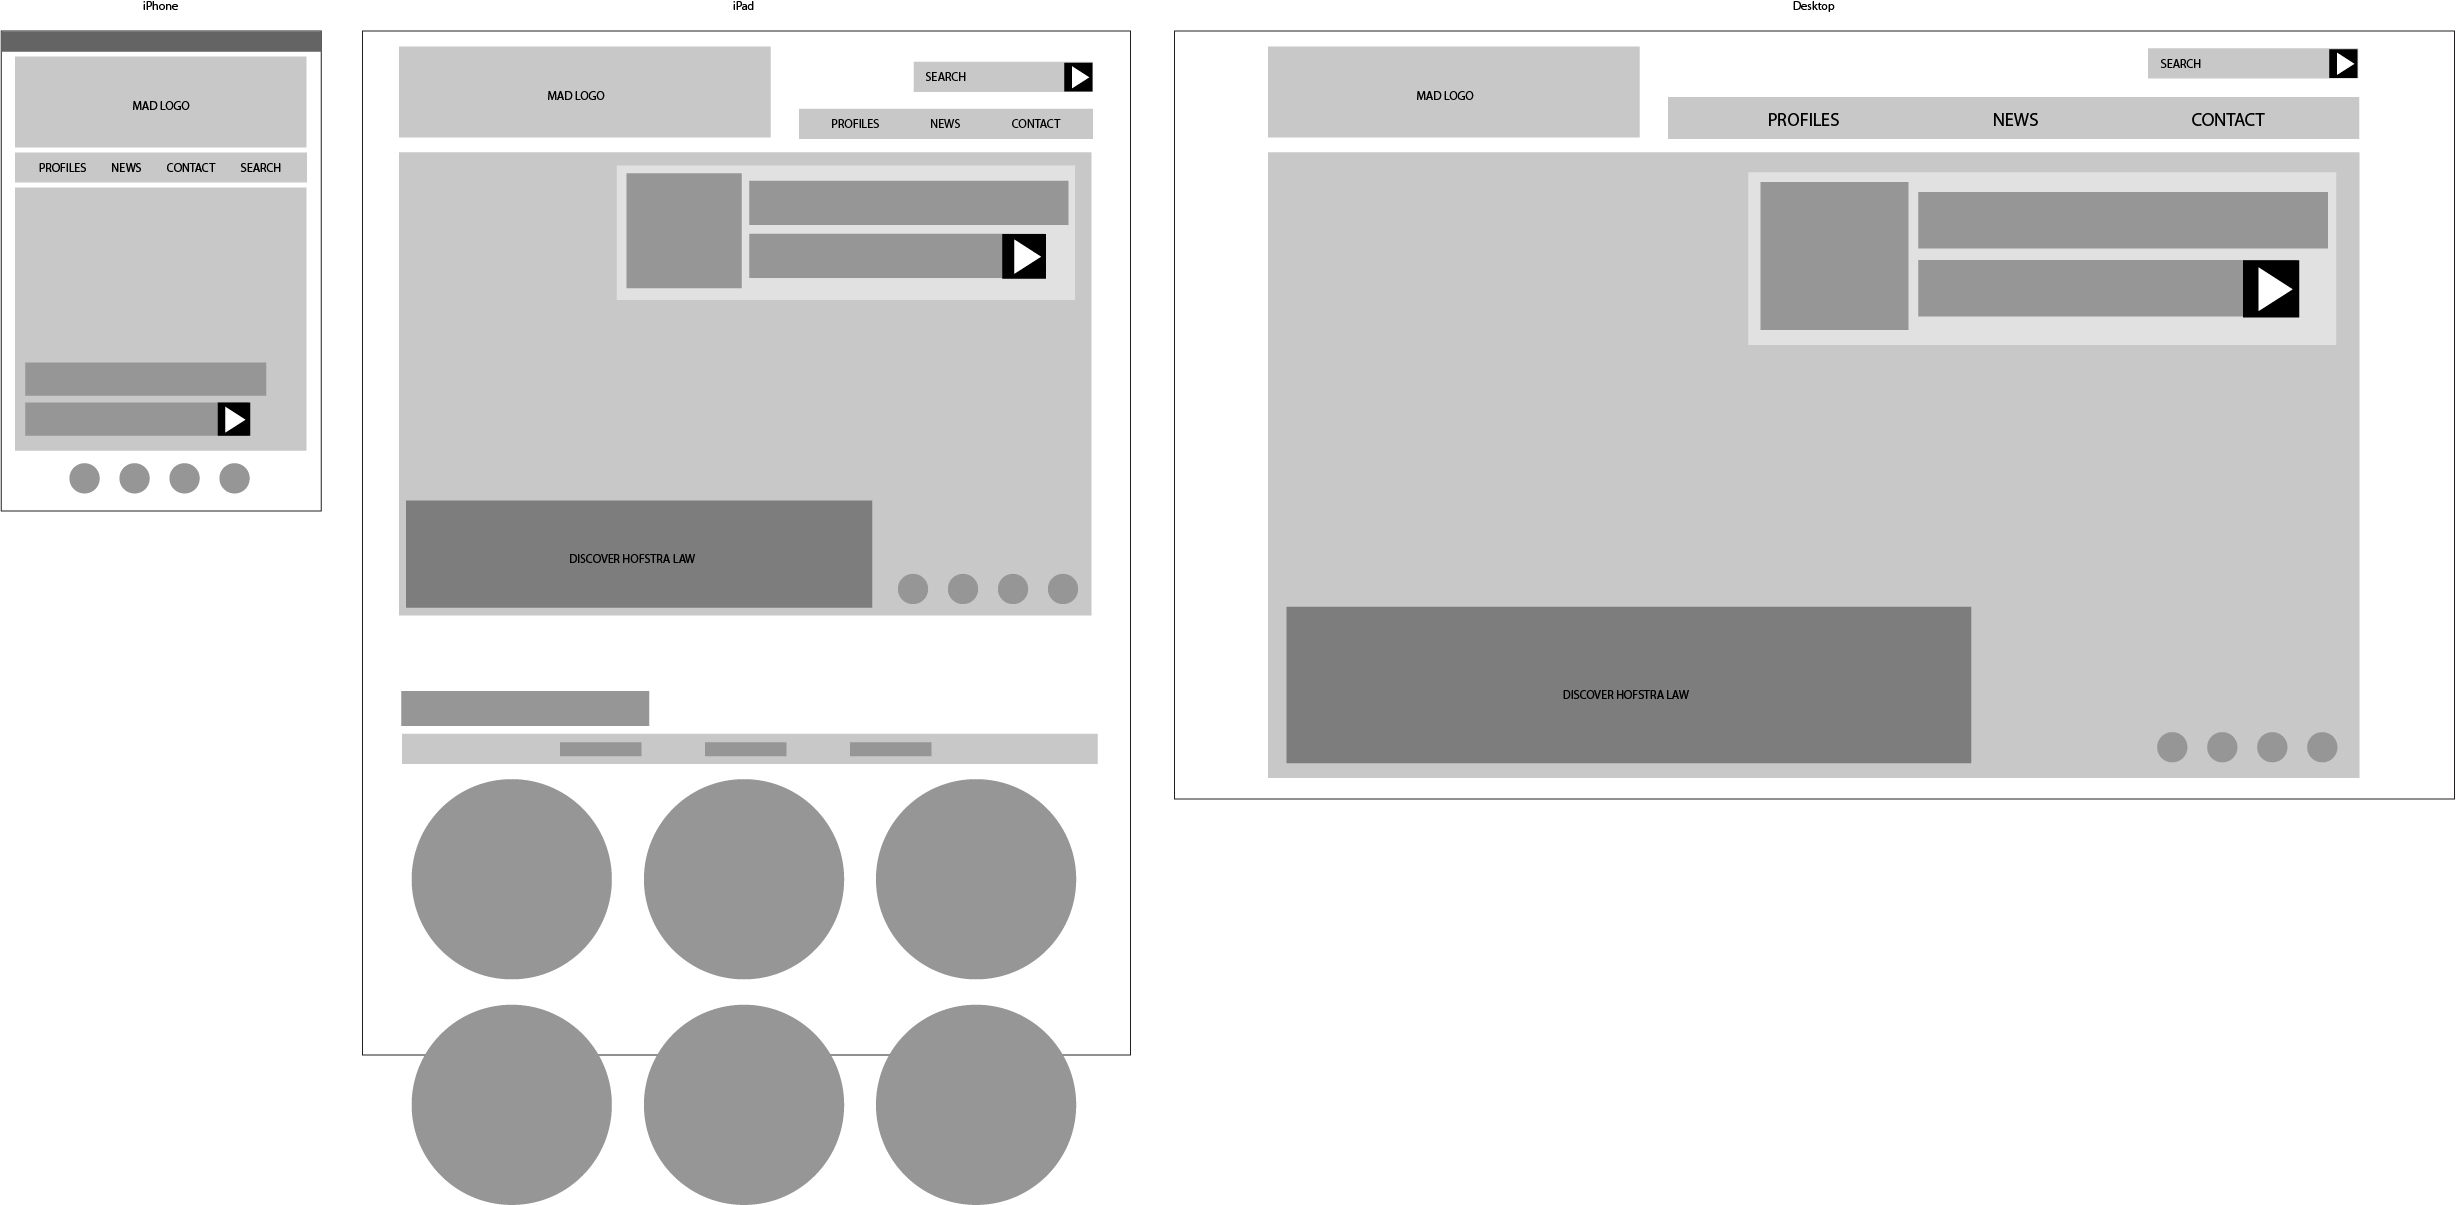 iPhone
MAD LOGO
PROFILES NEWS CONTACT SEARCH
iPad
MAD LOGO
SEARCH
PROFILES NEWS CONTACT
DISCOVER HOFSTRA LAW
Desktop
MAD LOGO
SEARCH
PROFILES NEWS CONTACT
DISCOVER HOFSTRA LAW